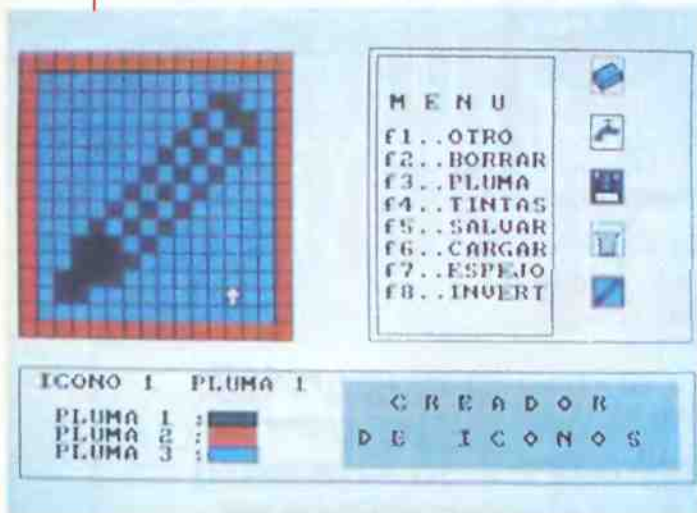 MENU
f1..OTRO
f2..BORRAR
f3..PLUMA
f4..TINTAS
f5..SALVAR
f6..CARGAR
f7..ESPEJO
f8..INVERT
ICONO 1 PLUMA 1
PLUMA 1 :
PLUMA 2 :
PLUMA 3 :
CREADOR
DE ICONOS